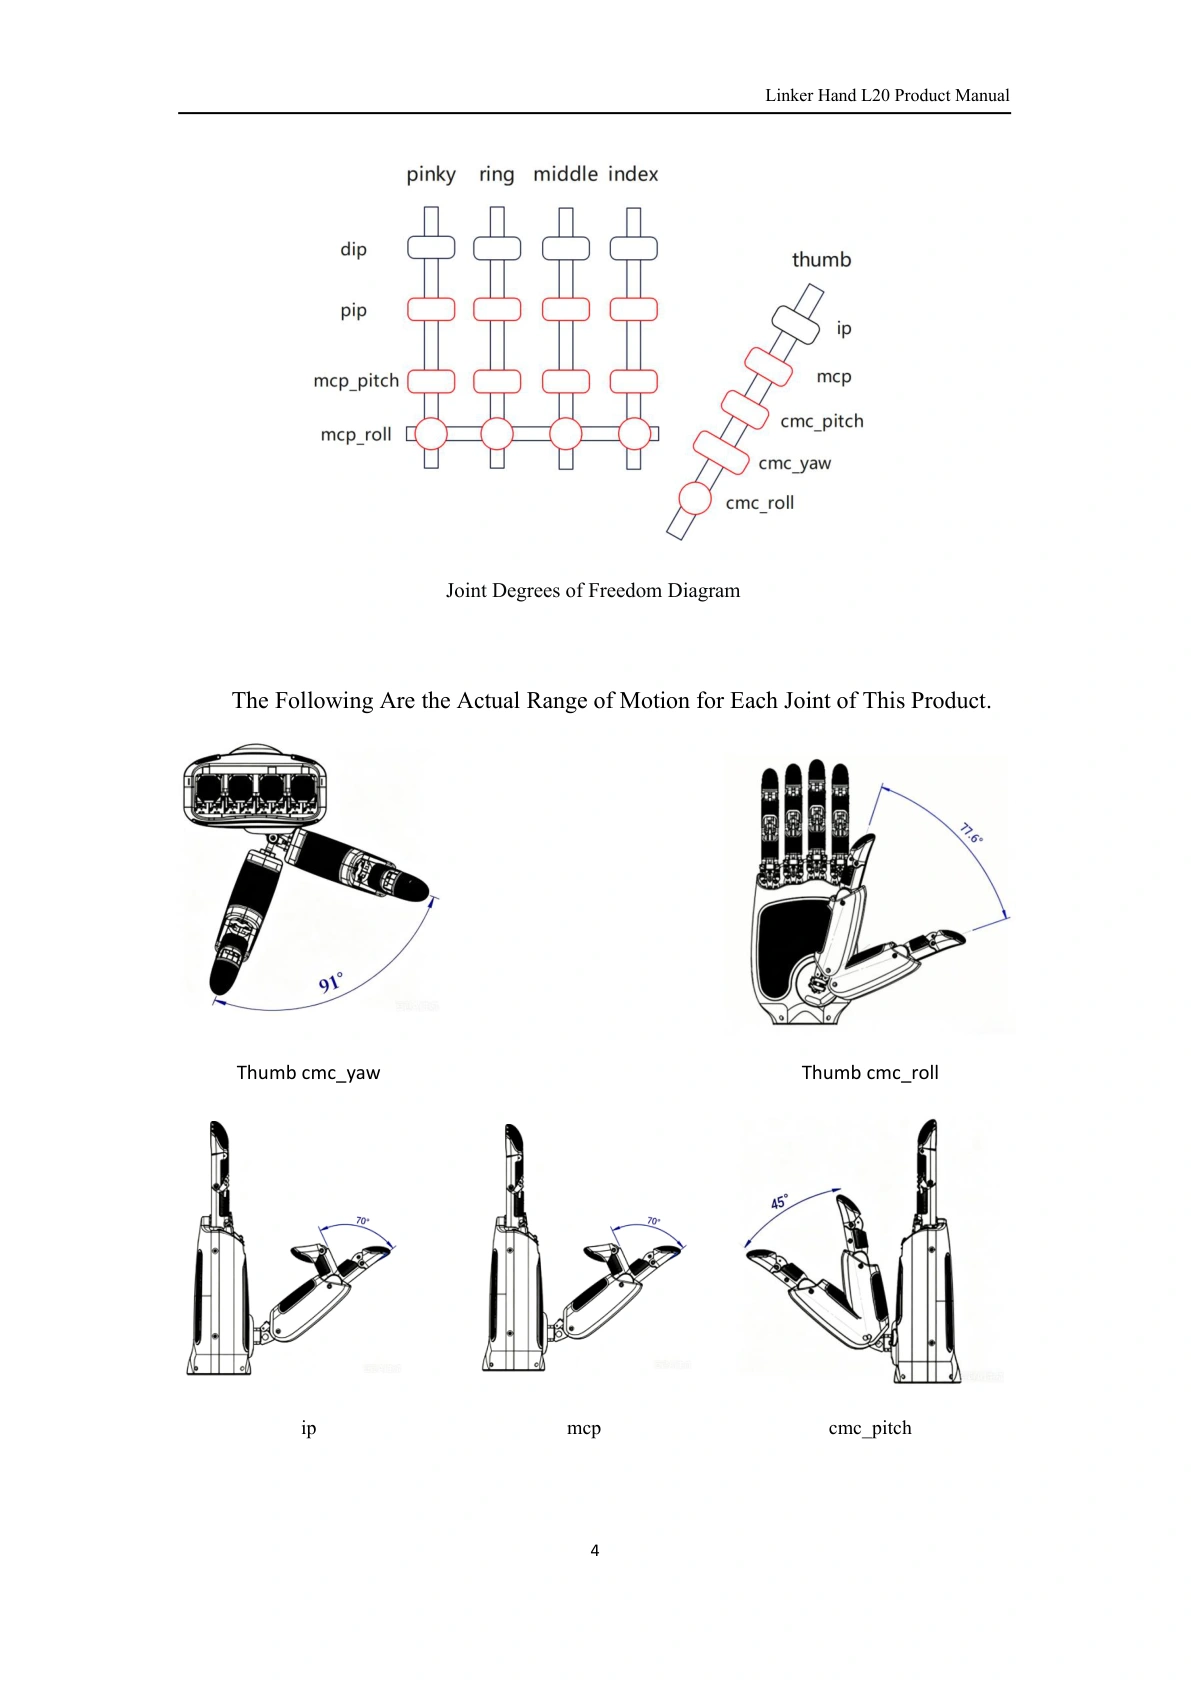 Linker Hand L20 Product Manual
pinky ring middle index
dip
pip
mcp_pitch
mcp_roll
thumb
ip
mcp
cmc_pitch
cmc_yaw
cmc_roll
Joint Degrees of Freedom Diagram
The Following Are the Actual Range of Motion for Each Joint of This Product.
91°
77.6°
Thumb cmc_yaw
Thumb cmc_roll
70°
70°
45°
ip
mcp
cmc_pitch
4